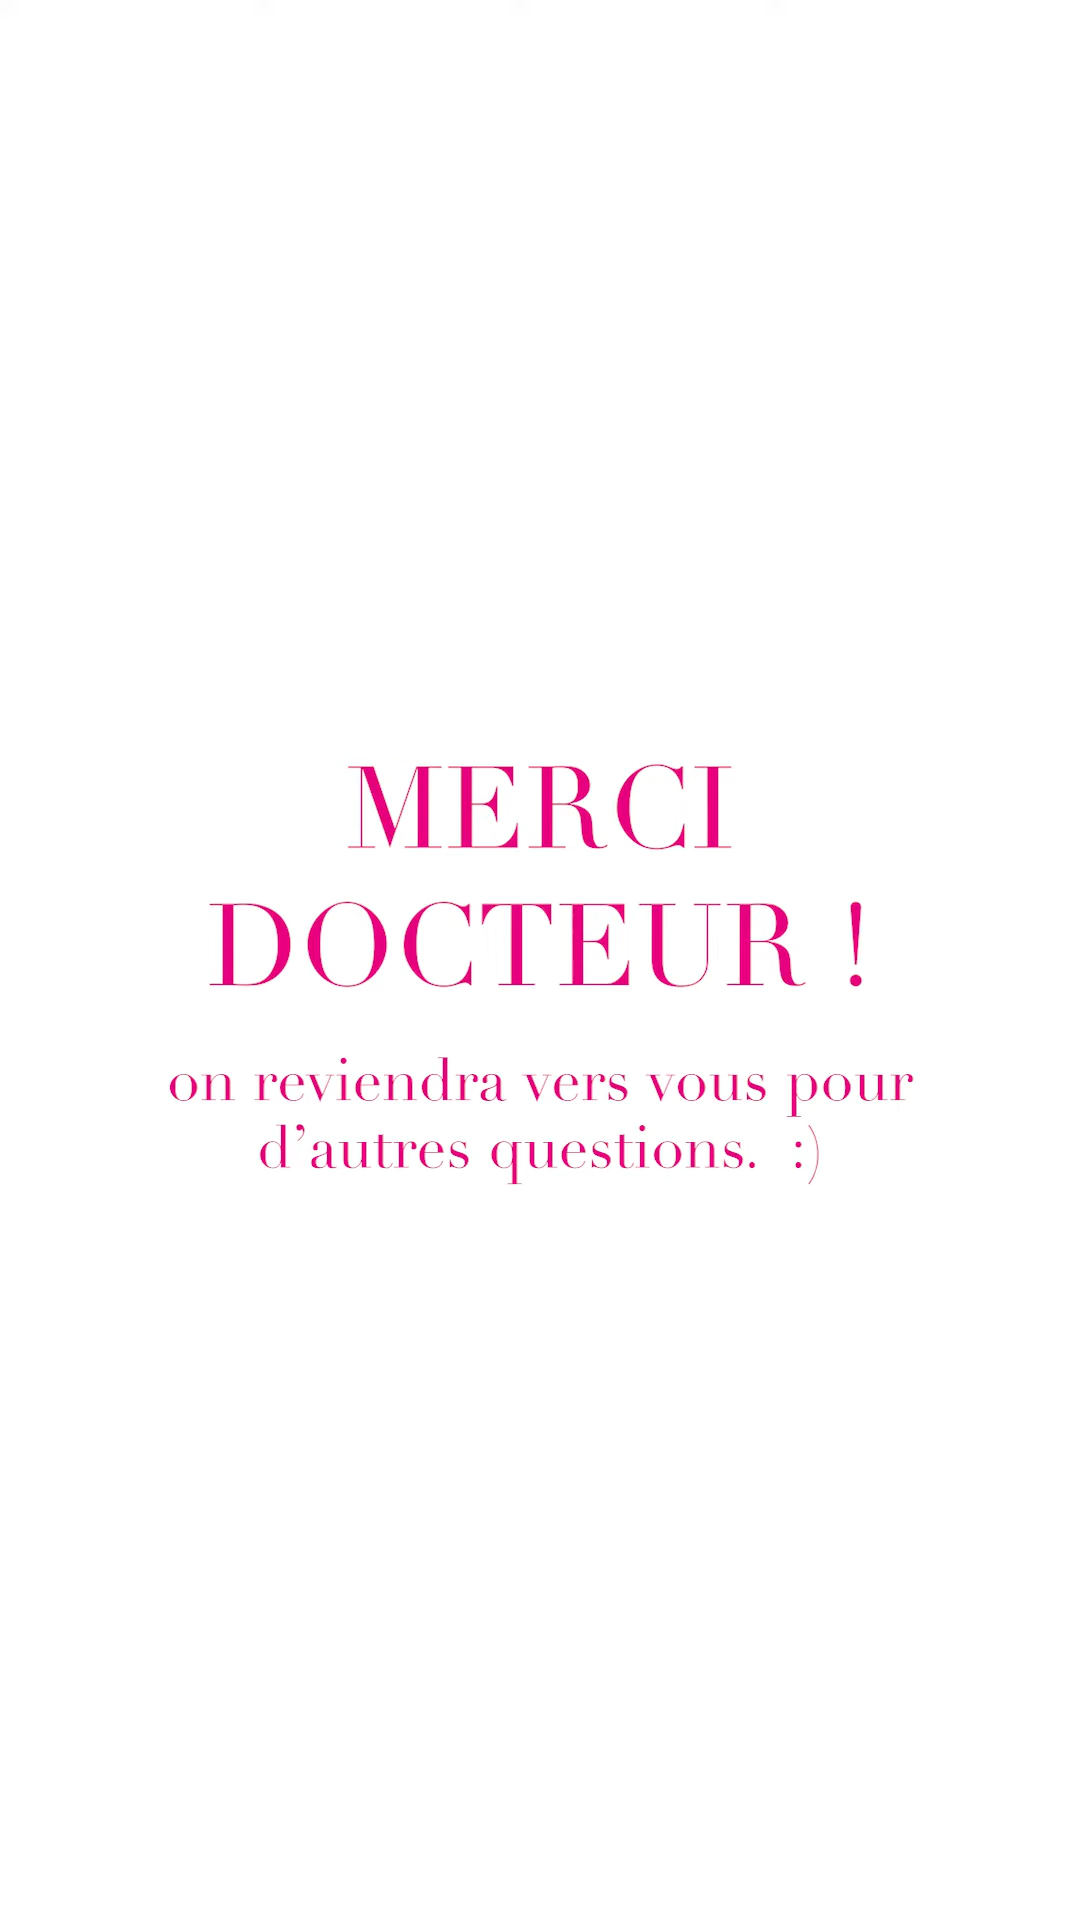 MERCI
DOCTEUR !
on reviendra vers vous pour
d’autres questions.  :)